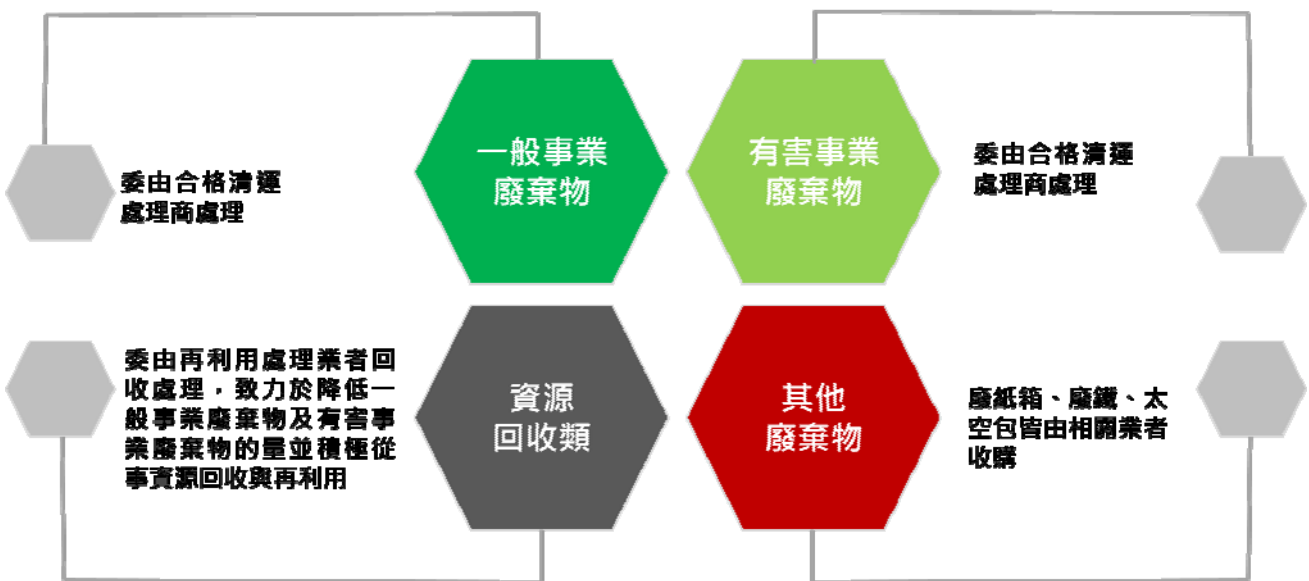 一般事業
廢棄物
委由合格清運
處理商處理
有害事業
廢棄物
委由合格清運
處理商處理
資源
回收類
委由再利用處理業者回
收處理，致力於降低一
般事業廢棄物及有害事
業廢棄物的量並積極從
事資源回收與再利用
其他
廢棄物
廢紙箱、廢鐵、太
空包皆由相關業者
收購